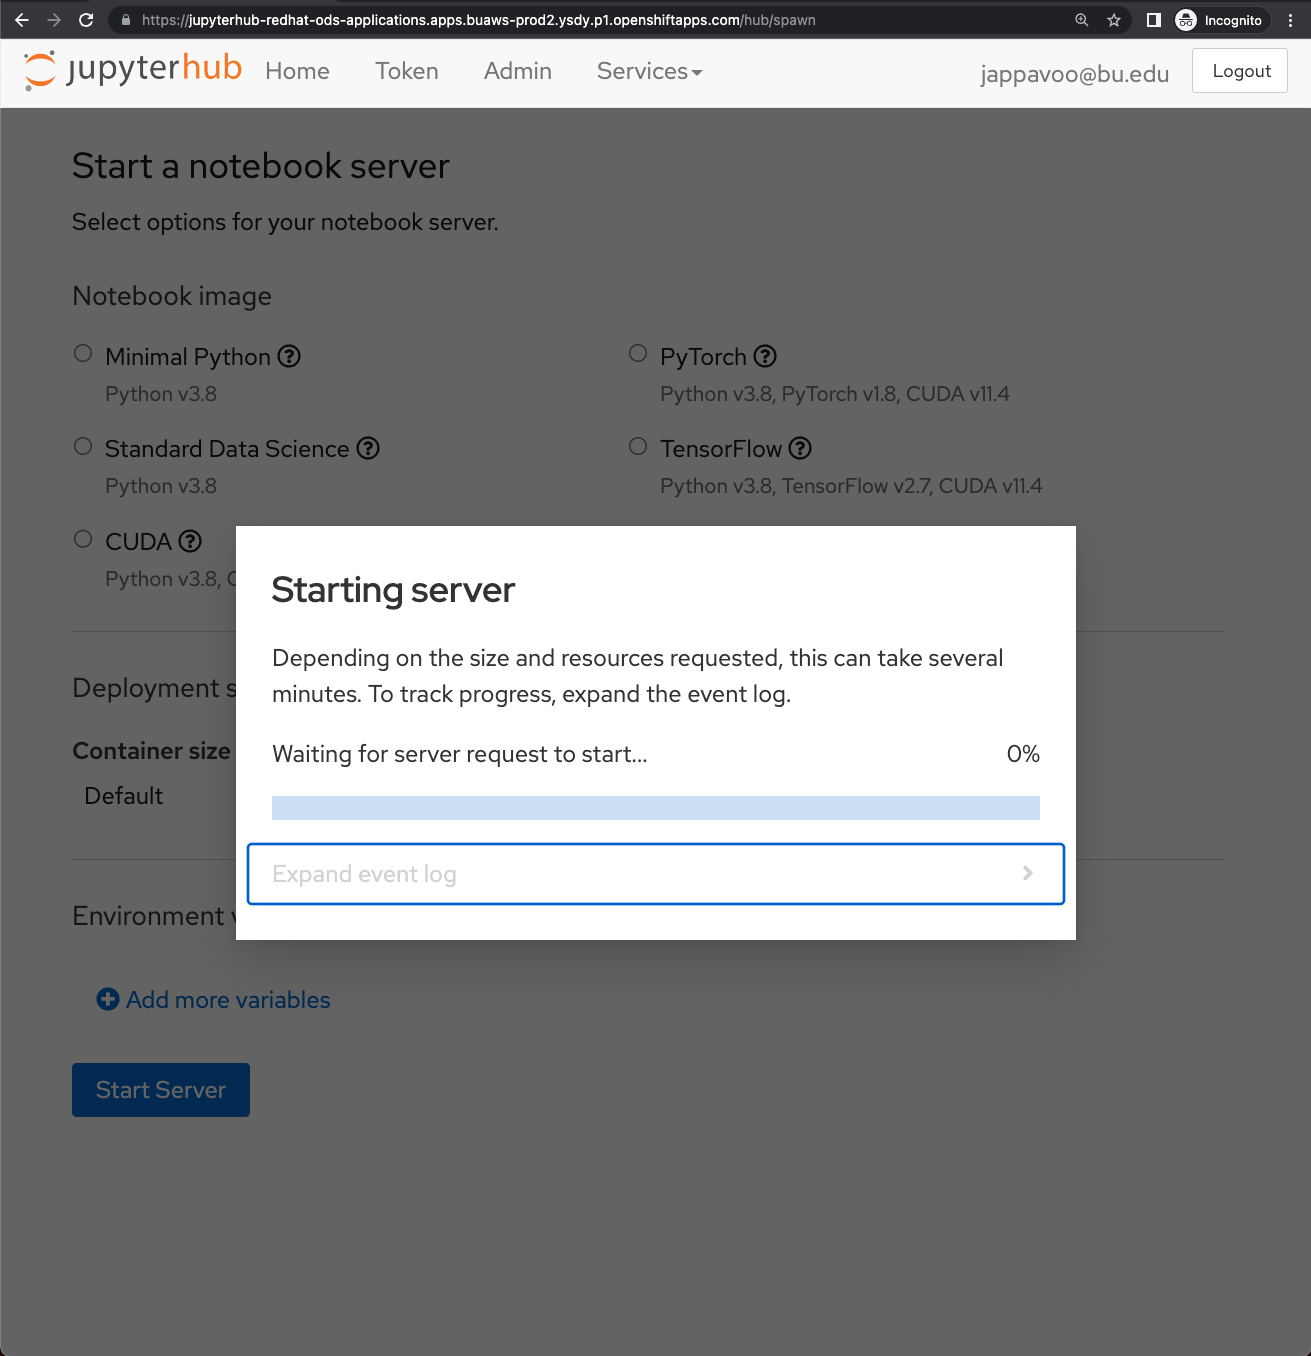 https://jupyterhub-redhat-ods-applications.apps.buaws-prod2.ysdy.p1.openshiftapps.com/hub/spawn
Incognito
jupyterhub Home Token Admin Services jappavoo@bu.edu Logout
Start a notebook server
Select options for your notebook server.
Notebook image
Minimal Python
Python v3.8
PyTorch
Python v3.8, PyTorch v1.8, CUDA v11.4
Standard Data Science
Python v3.8
TensorFlow
Python v3.8, TensorFlow v2.7, CUDA v11.4
CUDA
Python v3.8,
Starting server
Depending on the size and resources requested, this can take several
minutes. To track progress, expand the event log.
Waiting for server request to start... 0%
Expand event log
Deployment s
Container size
Default
Environment
Add more variables
Start Server